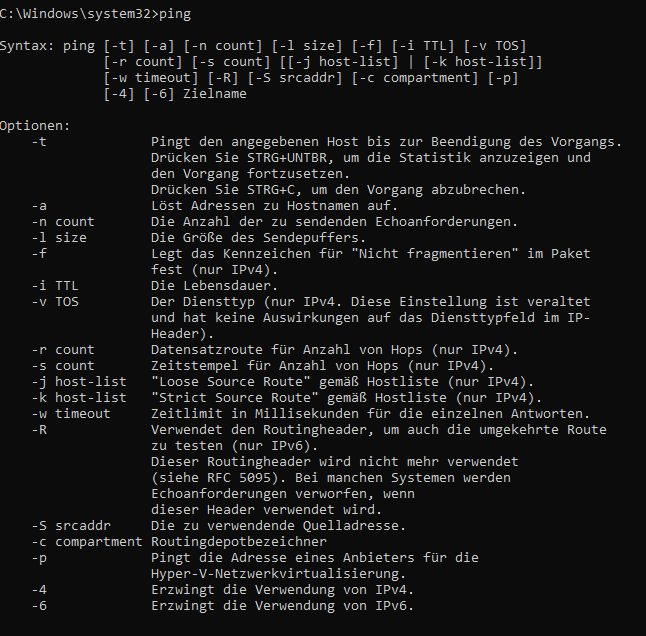 C:\Windows\system32>ping
Syntax: ping [-t] [-a] [-n count] [-l size] [-f] [-i TTL] [-v TOS]
[-r count] [-s count] [[-j host-list] | [-k host-list]]
[-w timeout] [-R] [-S srcaddr] [-c compartment] [-p]
[-4] [-6] Zielname
Optionen:
-t Pingt den angegebenen Host bis zur Beendigung des Vorgangs.
Drücken Sie STRG+UNTBR, um die Statistik anzuzeigen und
den Vorgang fortzusetzen.
Drücken Sie STRG+C, um den Vorgang abzubrechen.
-a Löst Adressen zu Hostnamen auf.
-n count Die Anzahl der zu sendenden Echoanforderungen.
-l size Die Größe des Sendepuffers.
-f Legt das Kennzeichen für "Nicht fragmentieren" im Paket
fest (nur IPv4).
-i TTL Die Lebensdauer.
-v TOS Der Diensttyp (nur IPv4. Diese Einstellung ist veraltet
und hat keine Auswirkungen auf das Diensttypfeld im IP-
Header).
-r count Datensatzroute für Anzahl von Hops (nur IPv4).
-s count Zeitstempel für Anzahl von Hops (nur IPv4).
-j host-list "Loose Source Route" gemäß Hostliste (nur IPv4).
-k host-list "Strict Source Route" gemäß Hostliste (nur IPv4).
-w timeout Zeitlimit in Millisekunden für die einzelnen Antworten.
-R Verwendet den Routingheader, um auch die umgekehrte Route
zu testen (nur IPv6).
Dieser Routingheader wird nicht mehr verwendet
(siehe RFC 5095). Bei manchen Systemen werden
Echoanforderungen verworfen, wenn
dieser Header verwendet wird.
-S srcaddr Die zu verwendende Quelladresse.
-c compartment Routingdepotbezeichner
-p Pingt die Adresse eines Anbieters für die
Hyper-V-Netzwerkvirtualisierung.
-4 Erzwingt die Verwendung von IPv4.
-6 Erzwingt die Verwendung von IPv6.